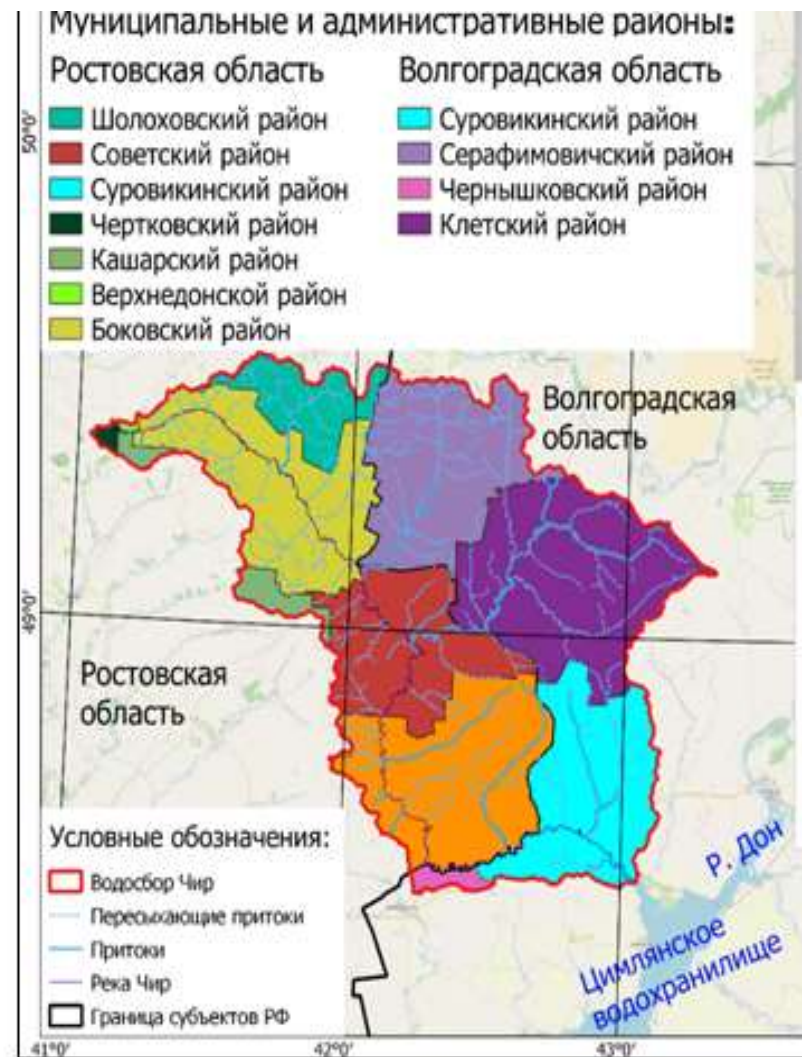 Муниципальные и административные районы:
Ростовская область
Шолоховский район
Советский район
Суровикинский район
Чертковский район
Кашарский район
Верхнедонской район
Боковский район
Волгоградская область
Суровикинский район
Серафимовичский район
Чернышковский район
Клетский район
50°0'
Волгоградская
область
49°0'
Ростовская
область
Условные обозначения:
Водосбор Чир
Пересыхающие притоки
Притоки
Река Чир
Граница субъектов РФ
Р. Дон
Цимлянское
водохранилище
41°0'
42°0'
43°0'